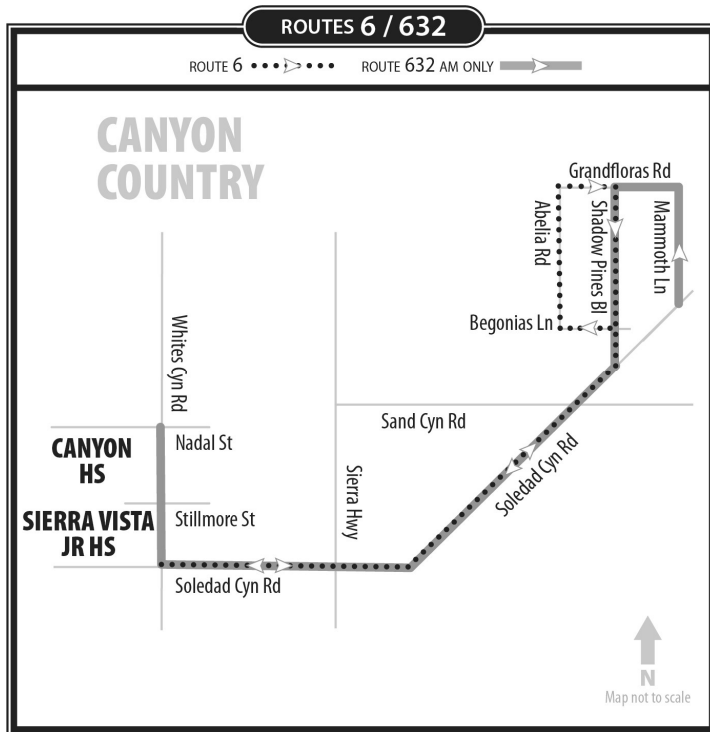 ROUTES 6 / 632
ROUTE 6
ROUTE 632 AM ONLY
CANYON
COUNTRY
Grandfloras Rd
Abelia Rd
Shadow Pines Bl
Mammoth Ln
Begonias Ln
Whites Cyn Rd
Sand Cyn Rd
Nadal St
CANYON
HS
Sierra Hwy
Soledad Cyn Rd
Stillmore St
SIERRA VISTA
JR HS
Soledad Cyn Rd
N
Map not to scale